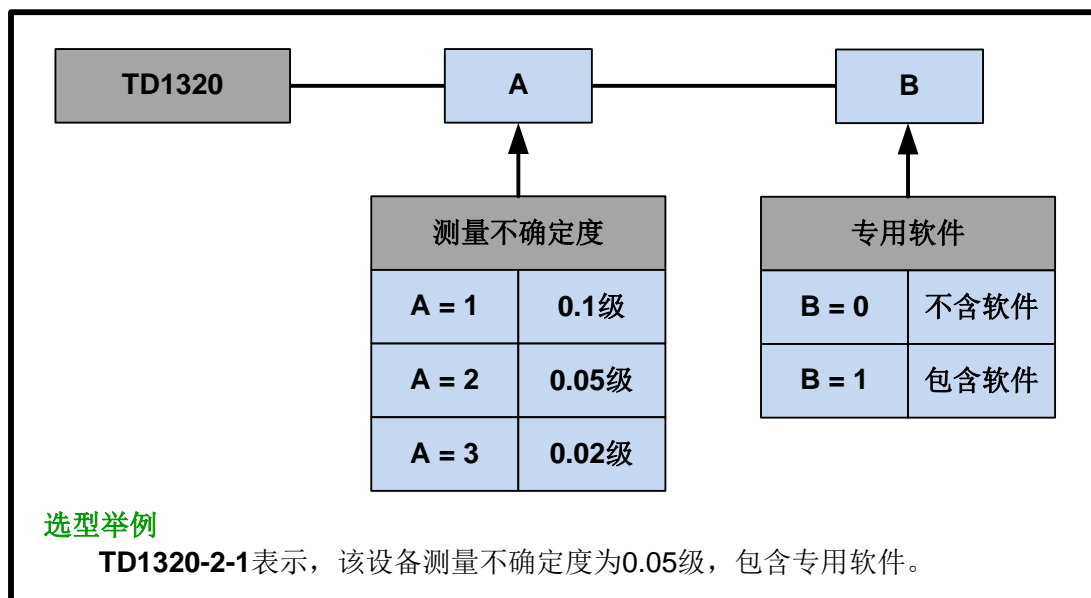 TD1320 A B
测量不确定度 专用软件
A = 1 0.1级 B = 0 不含软件
A = 2 0.05级 B = 1 包含软件
A = 3 0.02级
选型举例
TD1320-2-1表示，该设备测量不确定度为0.05级，包含专用软件。